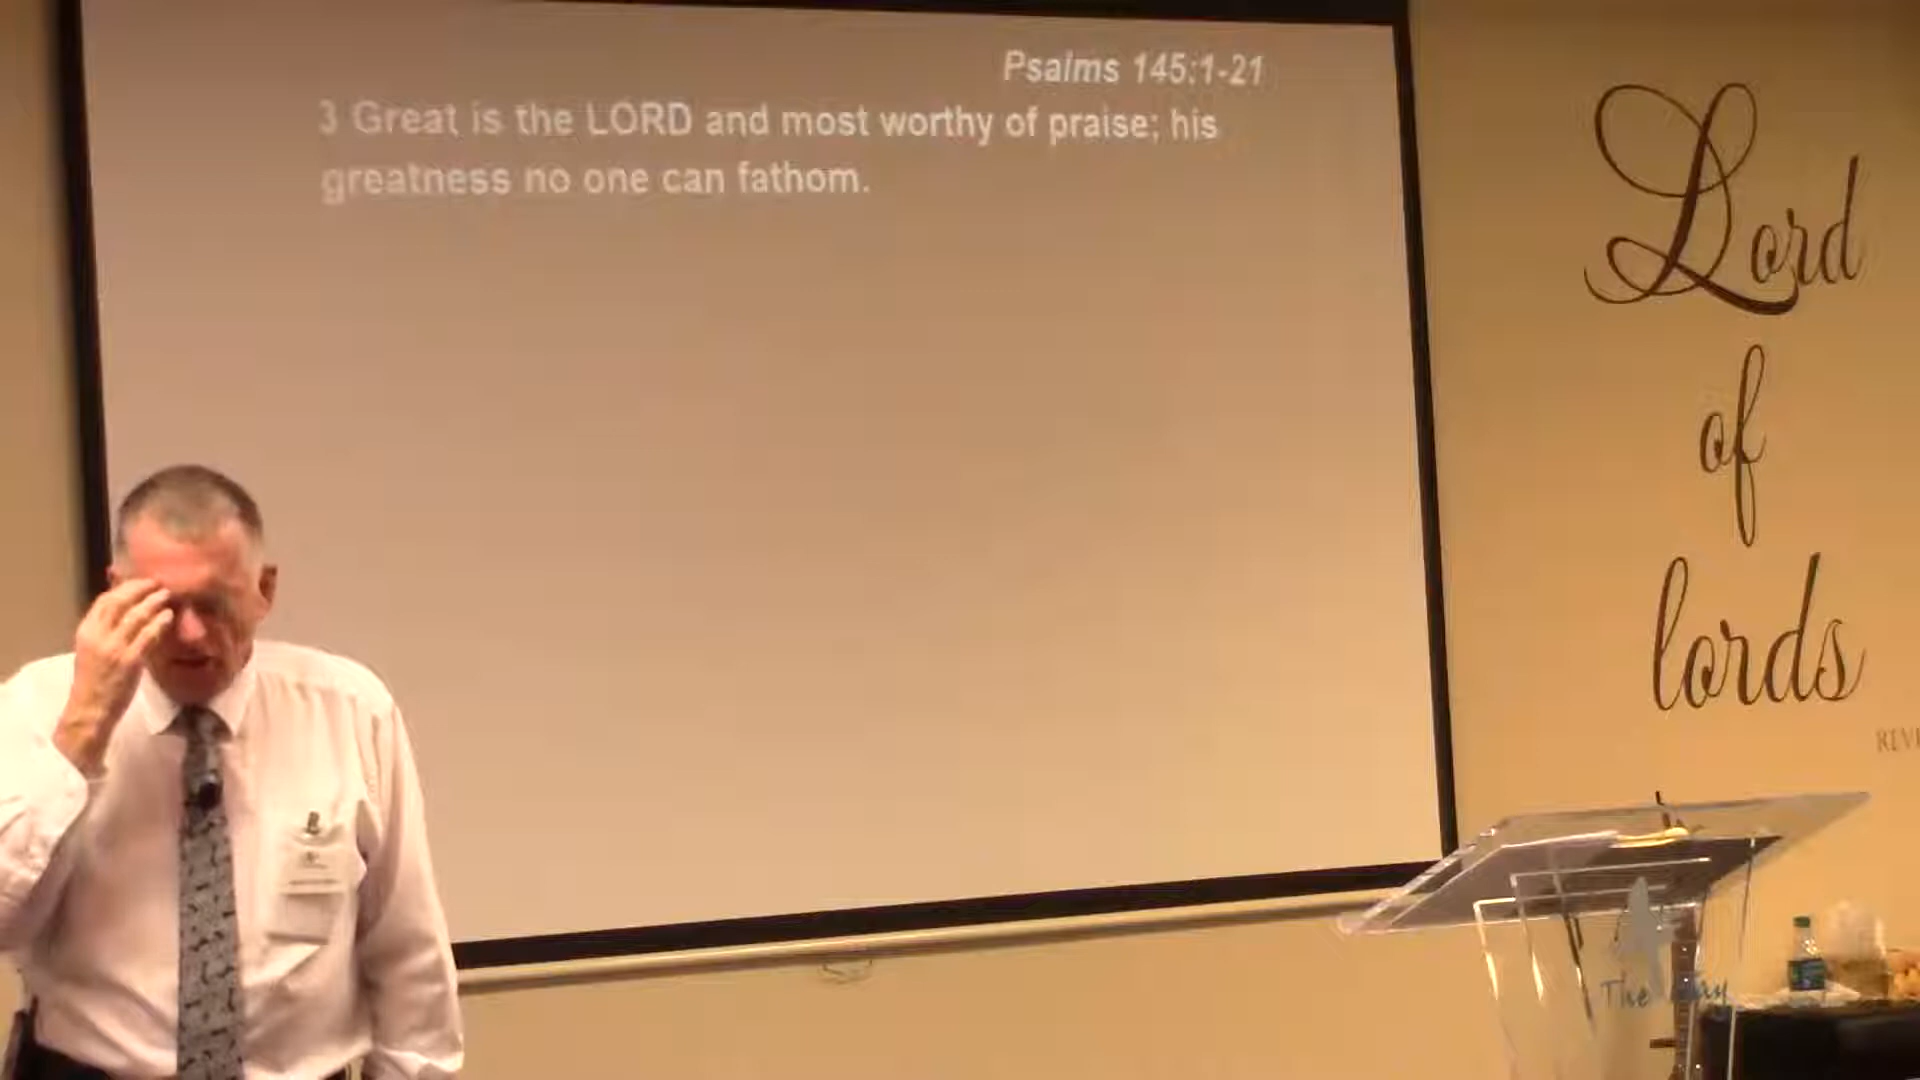 Psalms 145:1-21
3 Great is the LORD and most worthy of praise; his
greatness no one can fathom.
Lord
of
lords
The